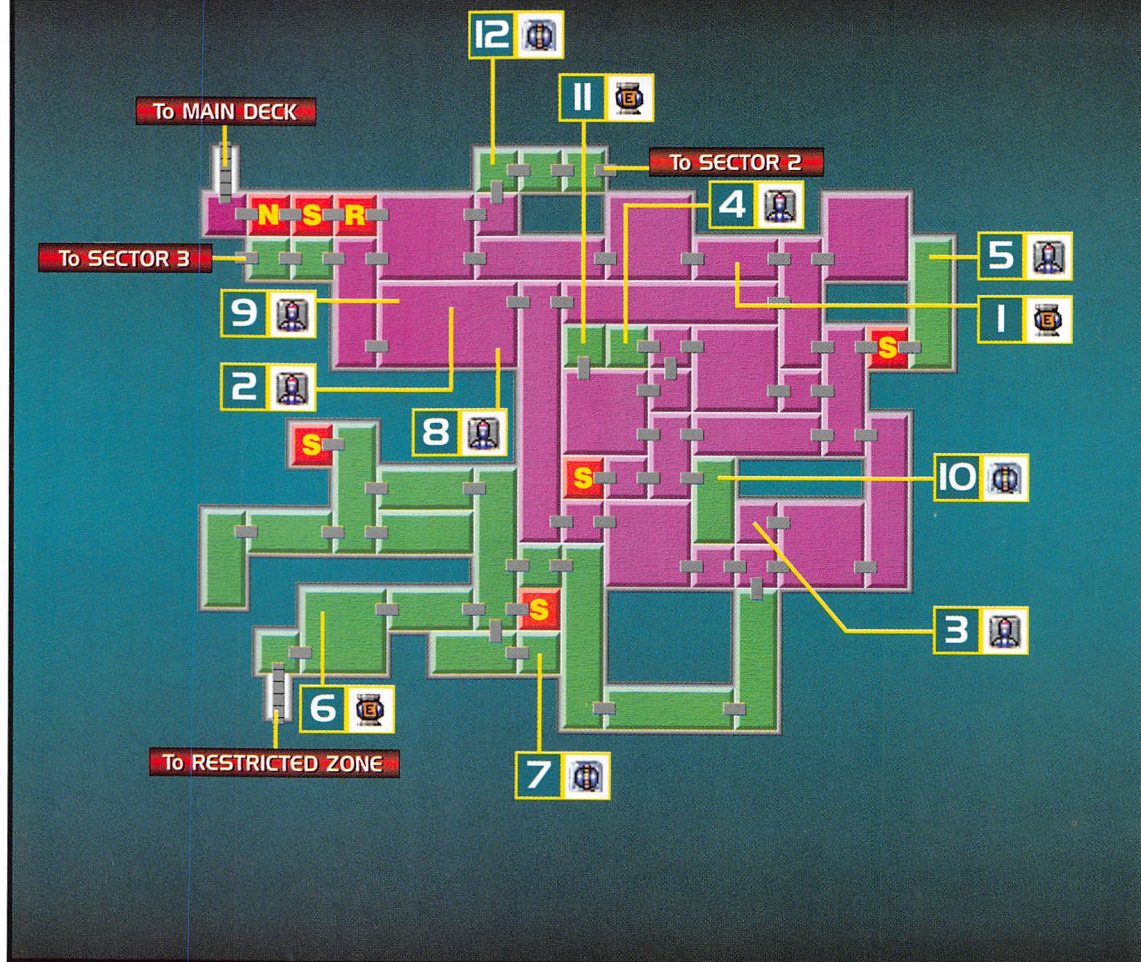 12
11 E
To MAIN DECK
To SECTOR 2
4
N S R
To SECTOR 3
5
9
1 E
S
2
8
S
S
10
S
3
6 E
To RESTRICTED ZONE
7